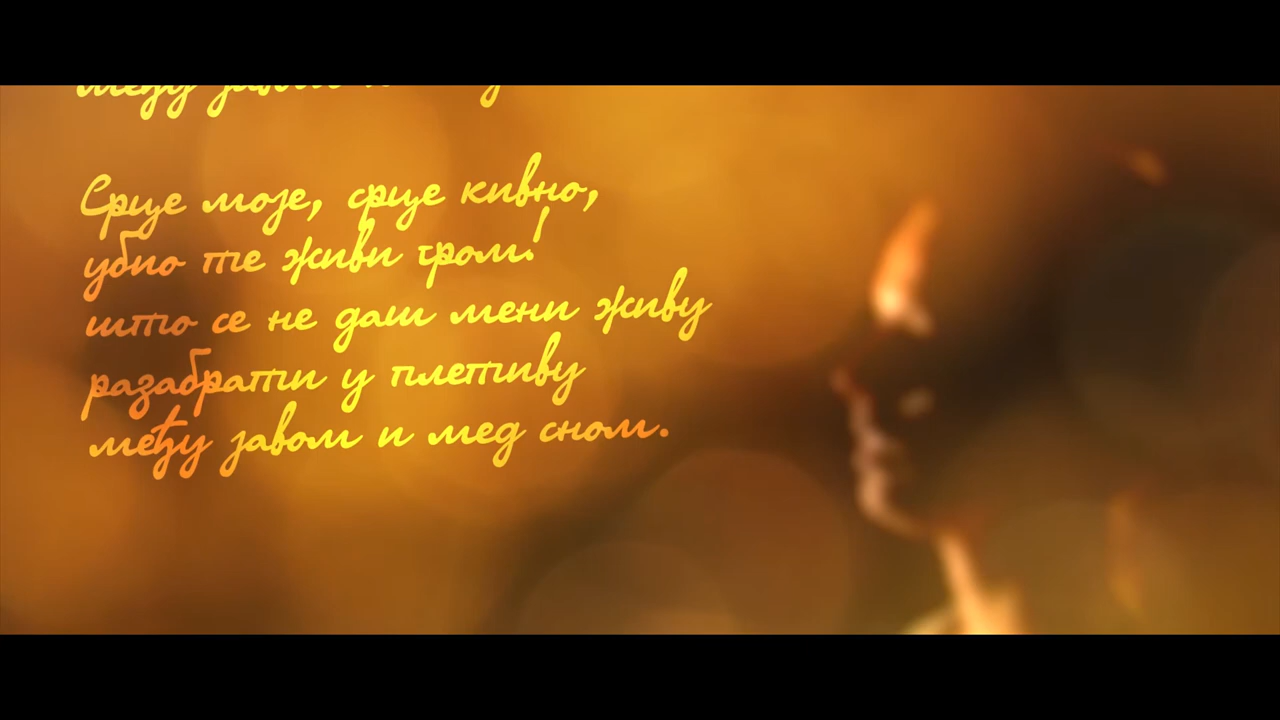 Срце моје, срце кивно,
убио те живи гром!
што се не даш мени живу
разабрати у плетиву
међу јавом и мед сном.